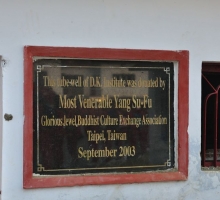 This tube-well of D.K. Institute was donated by
Most Venerable Yang Su-Fu
Glorious,Jewel,Buddhist Culture Exchange Association
Taipei, Taiwan
September 2003